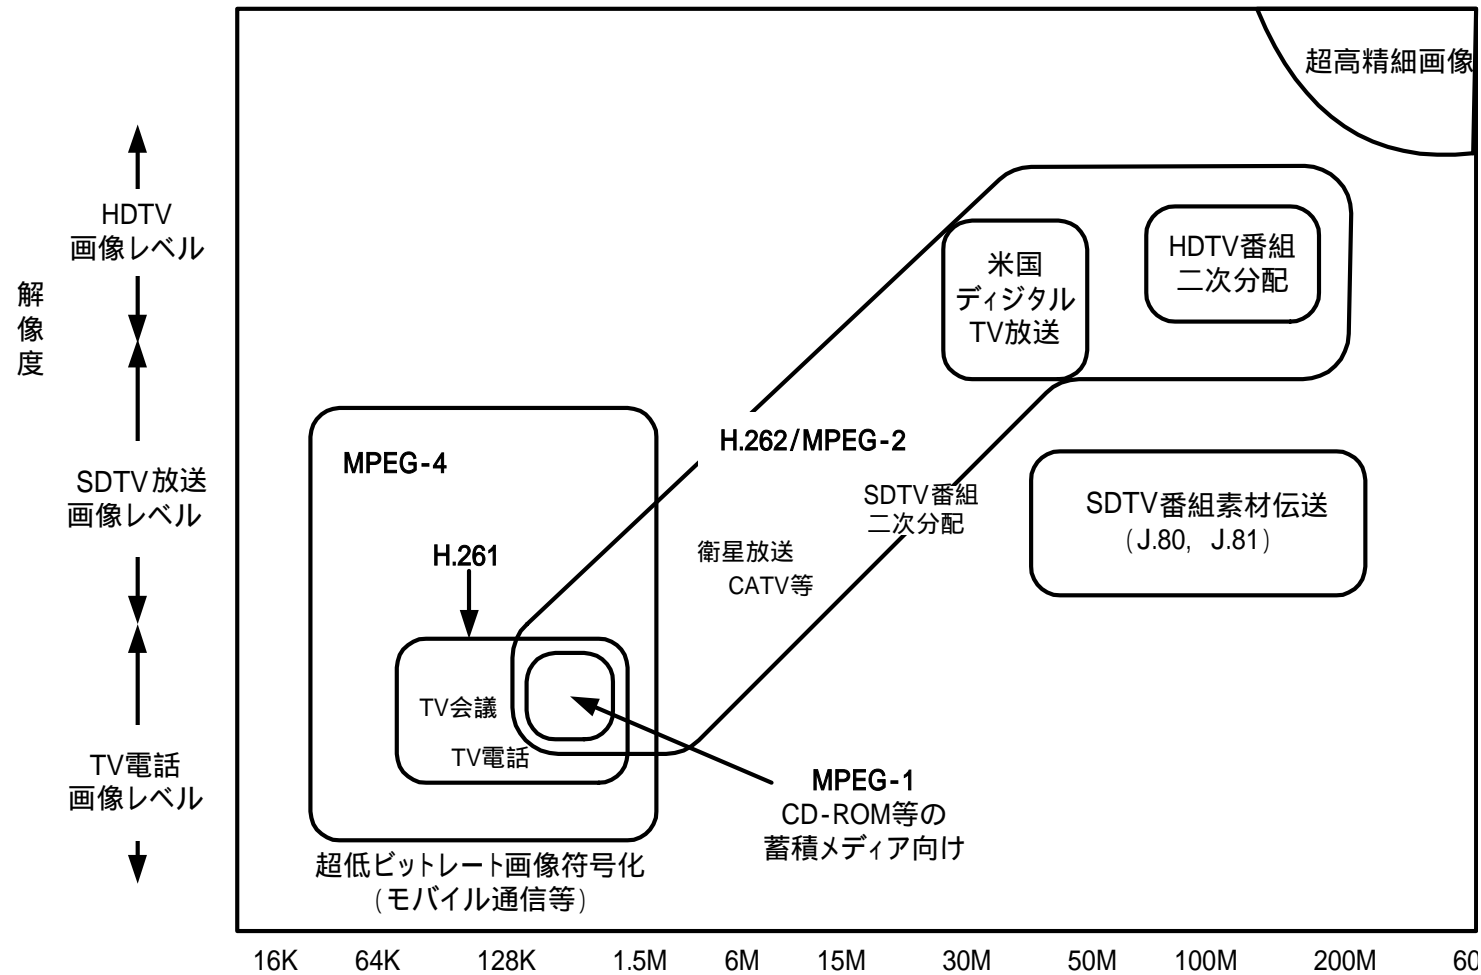 超高精細画像
HDTV
画像レベル
解
像
度
SDTV放送
画像レベル
TV電話
画像レベル
米国
ディジタル
TV放送
HDTV番組
二次分配
H.262/MPEG-2
MPEG-4
SDTV番組
二次分配
SDTV番組素材伝送
(J.80, J.81)
衛星放送
CATV等
H.261
TV会議
TV電話
MPEG-1
CD-ROM等の
蓄積メディア向け
超低ビットレート画像符号化
(モバイル通信等)
16K 64K 128K 1.5M 6M 15M 30M 50M 100M 200M